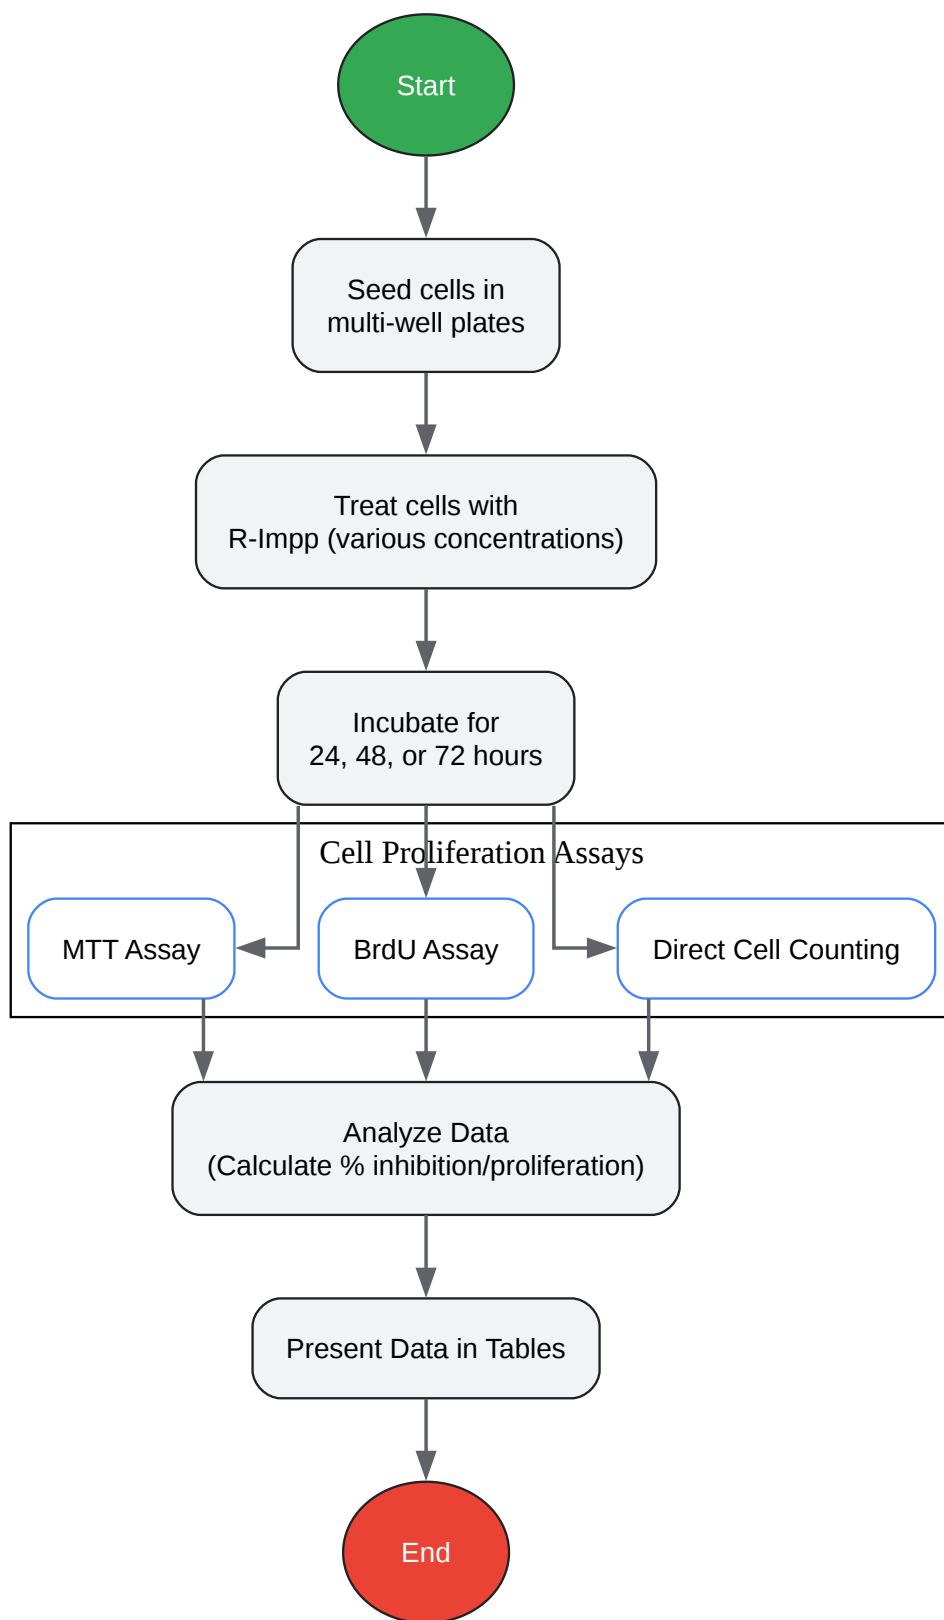 Start
Seed cells in
multi-well plates
Treat cells with
R-Impp (various concentrations)
Incubate for
24, 48, or 72 hours
Cell Proliferation Assays
MTT Assay
BrdU Assay
Direct Cell Counting
Analyze Data
(Calculate % inhibition/proliferation)
Present Data in Tables
End